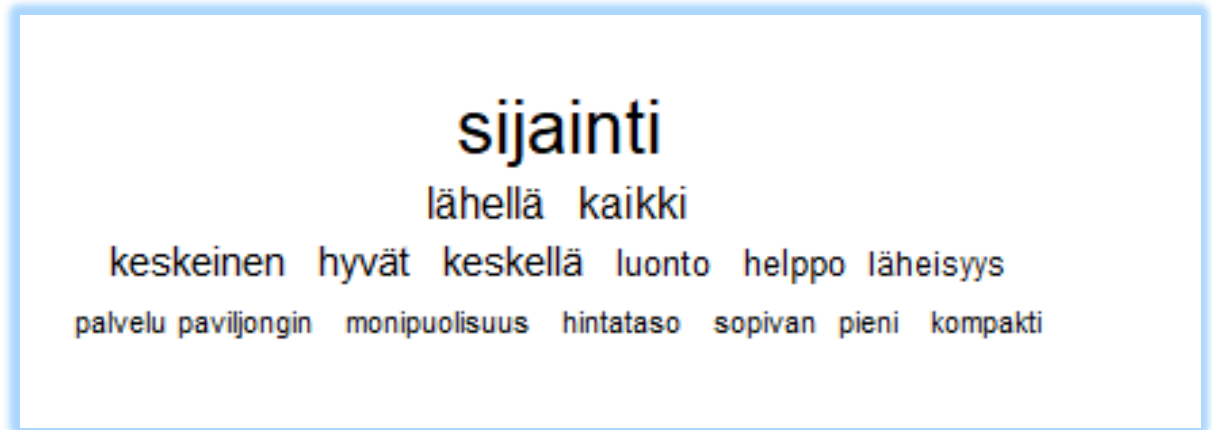 sijainti
lähellä kaikki
keskeinen hyvät keskellä luonto helppo läheisyys
palvelu paviljongin monipuolisuus hintataso sopivan pieni kompakti